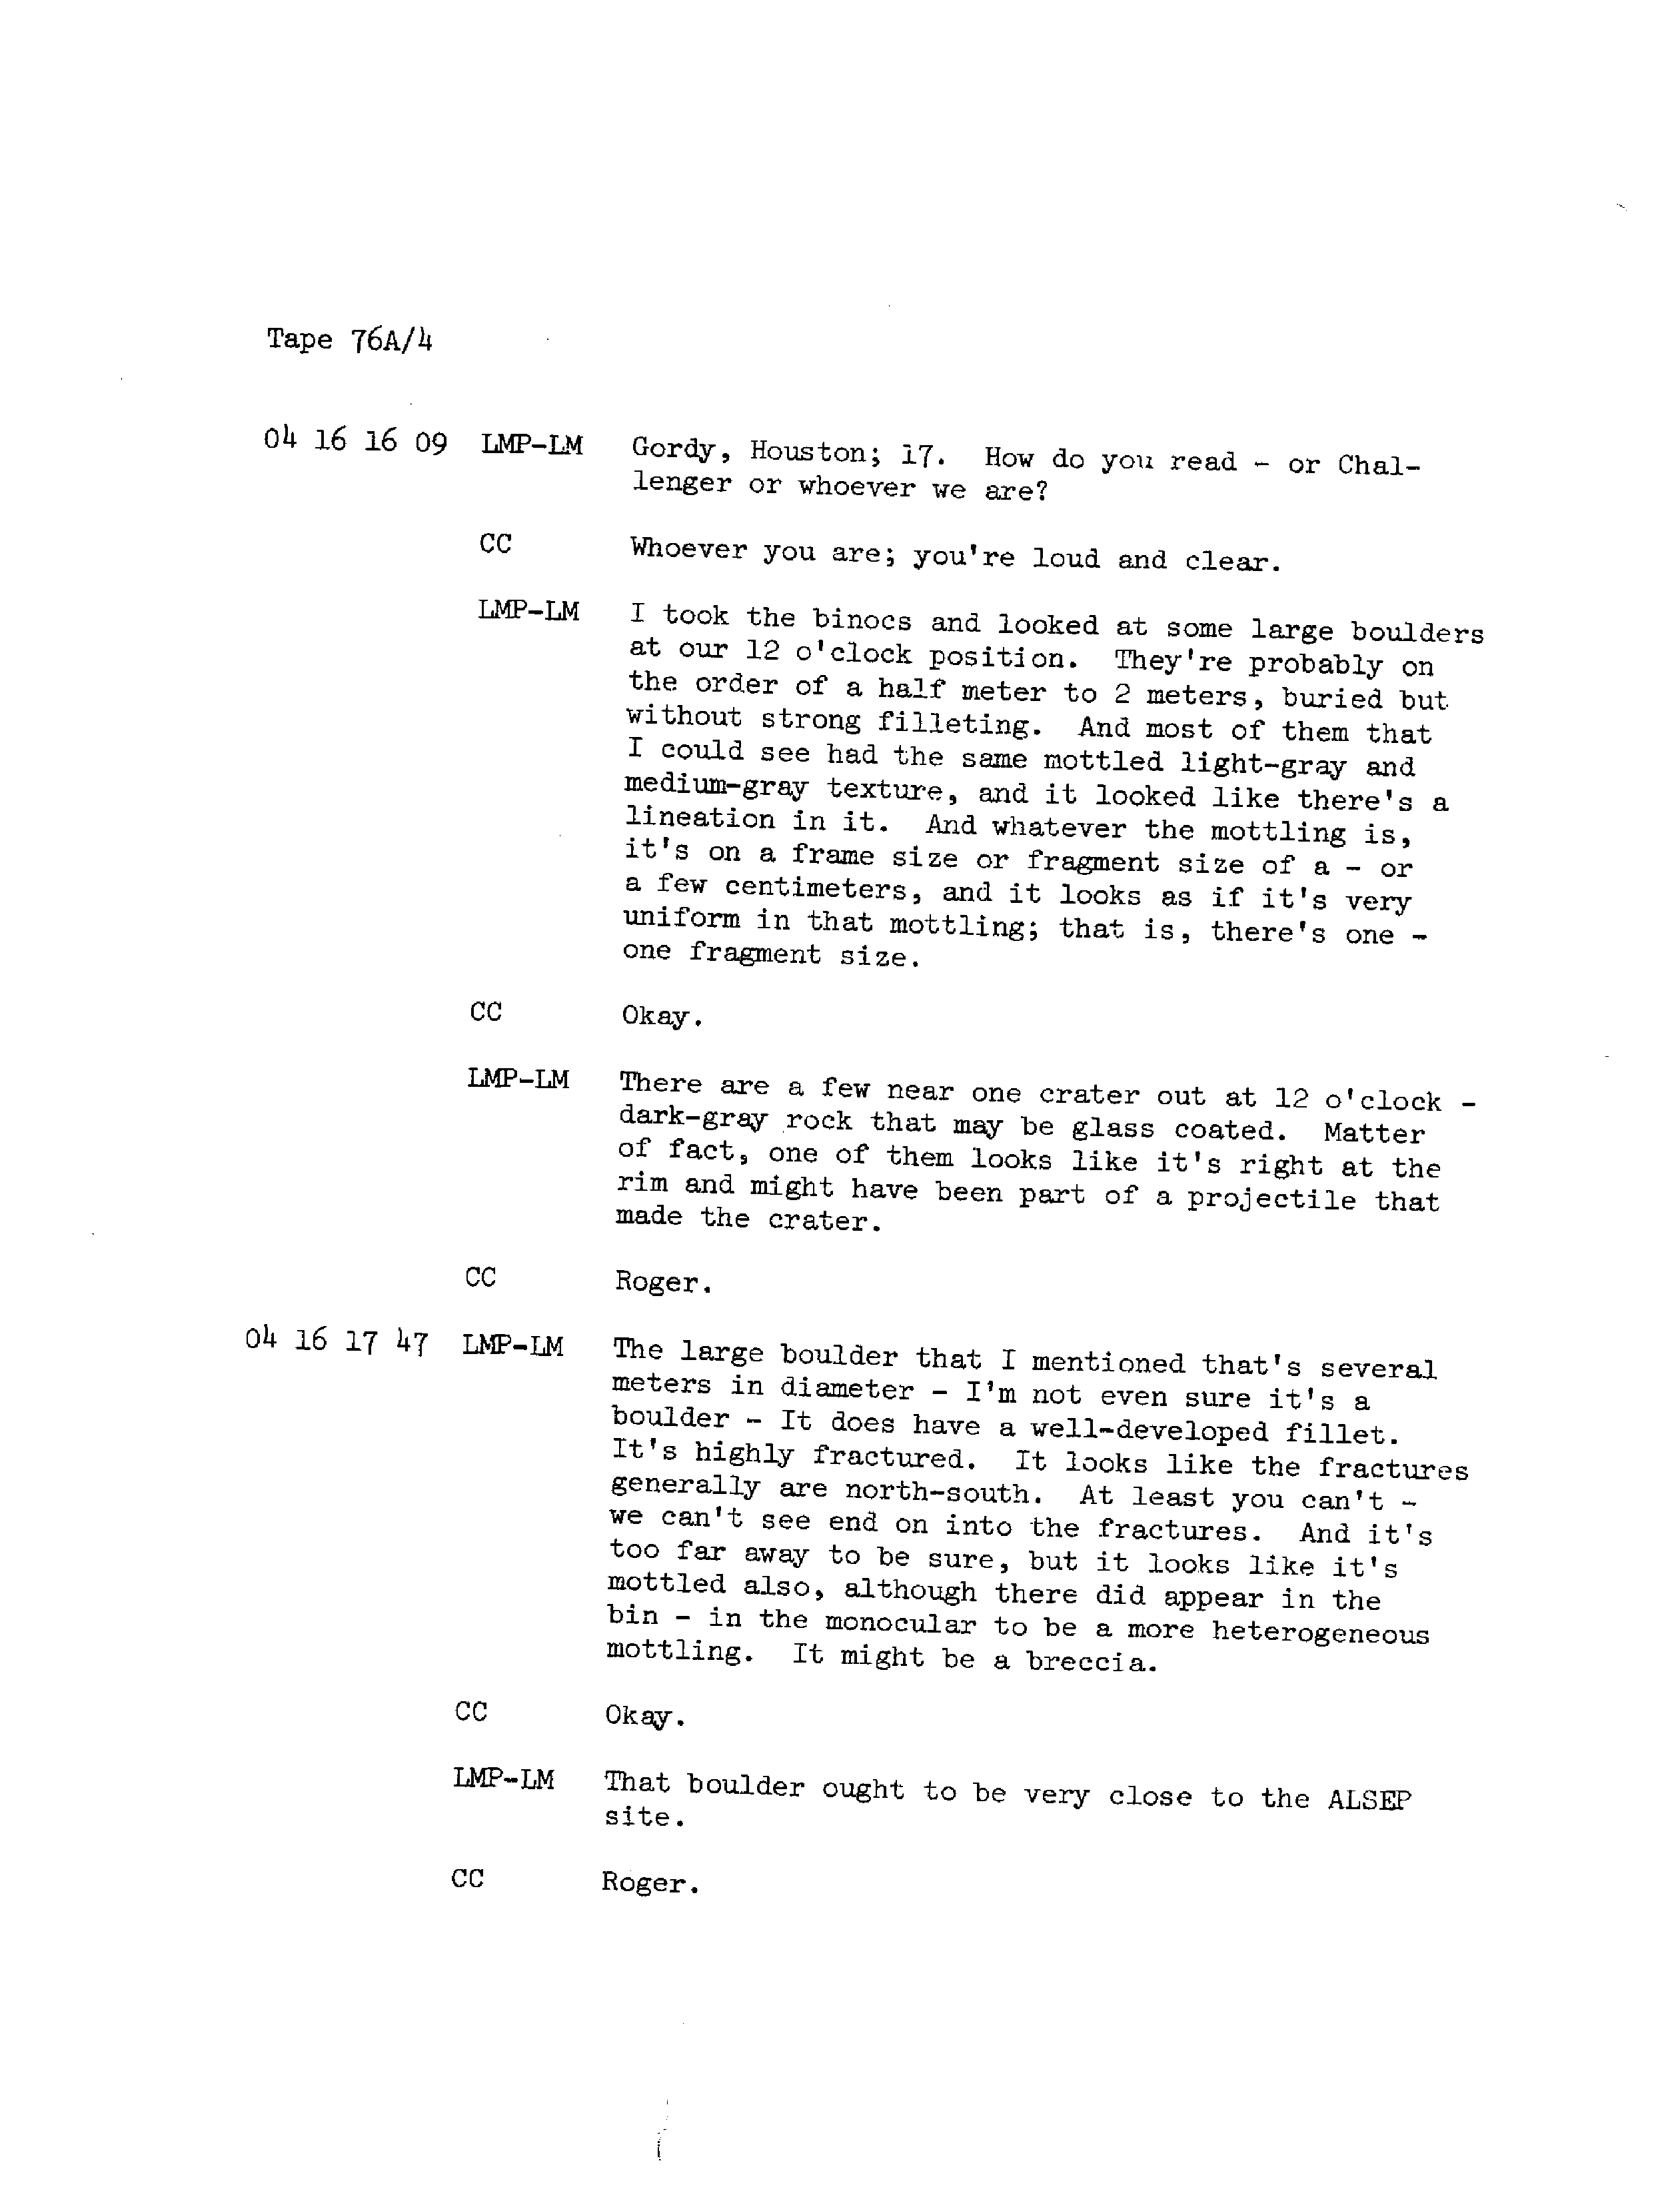 Tape 76A/4
04 16 16 09 LMP-LM Gordy, Houston; 17. How do you read - or Chal-
lenger or whoever we are?
CC Whoever you are; you're loud and clear.
LMP-LM I took the binocs and looked at some large boulders
at our 12 o'clock position. They're probably on
the order of a half meter to 2 meters, buried but
without strong filleting. And most of them that
I could see had the same mottled light-gray and
medium-gray texture, and it looked like there's a
lineation in it. And whatever the mottling is,
it's on a frame size or fragment size of a - or
a few centimeters, and it looks as if it's very
uniform in that mottling; that is, there's one -
one fragment size.
CC Okay.
LMP-LM There are a few near one crater out at 12 o'clock -
dark-gray rock that may be glass coated. Matter
of fact, one of them looks like it's right at the
rim and might have been part of a projectile that
made the crater.
CC Roger.
04 16 17 47 LMP-LM The large boulder that I mentioned that's several
meters in diameter - I'm not even sure it's a
boulder - It does have a well-developed fillet.
It's highly fractured. It looks like the fractures
generally are north-south. At least you can't -
we can't see end on into the fractures. And it's
too far away to be sure, but it looks like it's
mottled also, although there did appear in the
bin - in the monocular to be a more heterogeneous
mottling. It might be a breccia.
CC Okay.
LMP-LM That boulder ought to be very close to the ALSEP
site.
CC Roger.